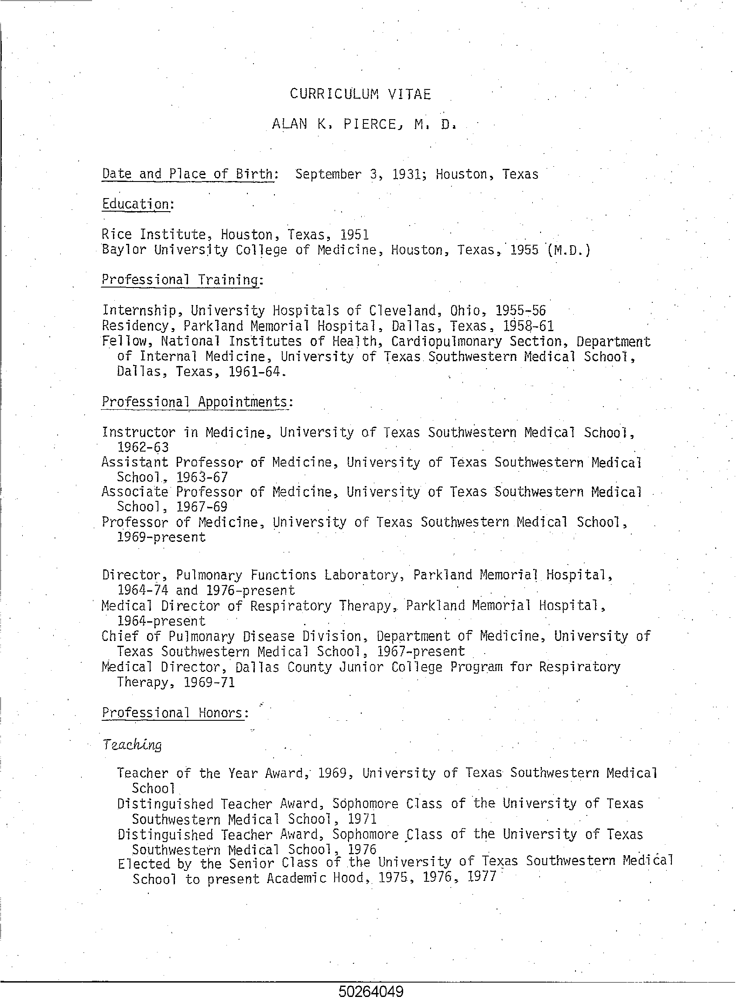 CURRICULUM VITAE
ALAN K. PIERCE, M. D.
Date and Place of Birth: September 3, 1931; Houston, Texas
Education:
Rice Institute, Houston, Texas, 1951
Baylor University College of Medicine, Houston, Texas, 1955 (M.D.)
Professional Training:
Internship, University Hospitals of Cleveland, Ohio, 1955-56
Residency, Parkland Memorial Hospital, Dallas, Texas, 1958-61
Fellow, National Institutes of Health, Cardiopulmonary Section, Department
of Internal Medicine, University of Texas Southwestern Medical School,
Dallas, Texas, 1961-64.
Professional Appointments:
Instructor in Medicine, University of Texas Southwestern Medical School,
1962-63
Assistant Professor of Medicine, University of Texas Southwestern Medical
School, 1963-67
Associate Professor of Medicine, University of Texas Southwestern Medical
School, 1967-69
Professor of Medicine, University of Texas Southwestern Medical School,
1969-present
Director, Pulmonary Functions Laboratory, Parkland Memorial Hospital,
1964-74 and 1976-present
Medical Director of Respiratory Therapy, Parkland Memorial Hospital,
1964-present
Chief of Pulmonary Disease Division, Department of Medicine, University of
Texas Southwestern Medical School, 1967-present
Medical Director, Dallas County Junior College Program for Respiratory
Therapy, 1969-71
Professional Honors:
Teaching
Teacher of the Year Award, 1969, University of Texas Southwestern Medical
School
Distinguished Teacher Award, Sophomore Class of the University of Texas
Southwestern Medical School, 1971
Distinguished Teacher Award, Sophomore Class of the University of Texas
Southwestern Medical School, 1976
Elected by the Senior Class of the University of Texas Southwestern Medical
School to present Academic Hood, 1975, 1976, 1977
50264049